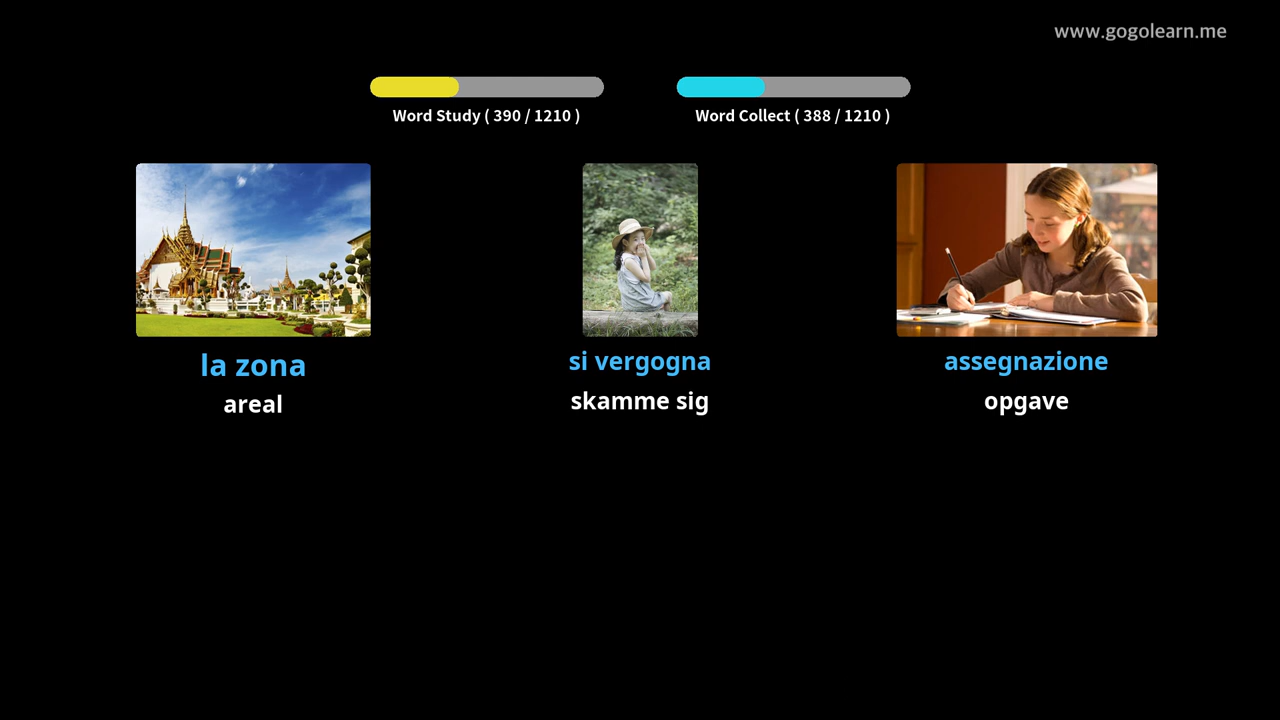 www.gogolearn.me
Word Study ( 390 / 1210 )
Word Collect ( 388 / 1210 )
la zona
areal
si vergogna
skamme sig
assegnazione
opgave